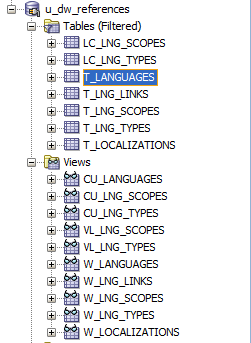 u_dw_references
Tables (Filtered)
LC_LNG_SCOPES
LC_LNG_TYPES
T_LANGUAGES
T_LNG_LINKS
T_LNG_SCOPES
T_LNG_TYPES
T_LOCALIZATIONS
Views
CU_LANGUAGES
CU_LNG_SCOPES
CU_LNG_TYPES
VL_LNG_SCOPES
VL_LNG_TYPES
W_LANGUAGES
W_LNG_LINKS
W_LNG_SCOPES
W_LNG_TYPES
W_LOCALIZATIONS